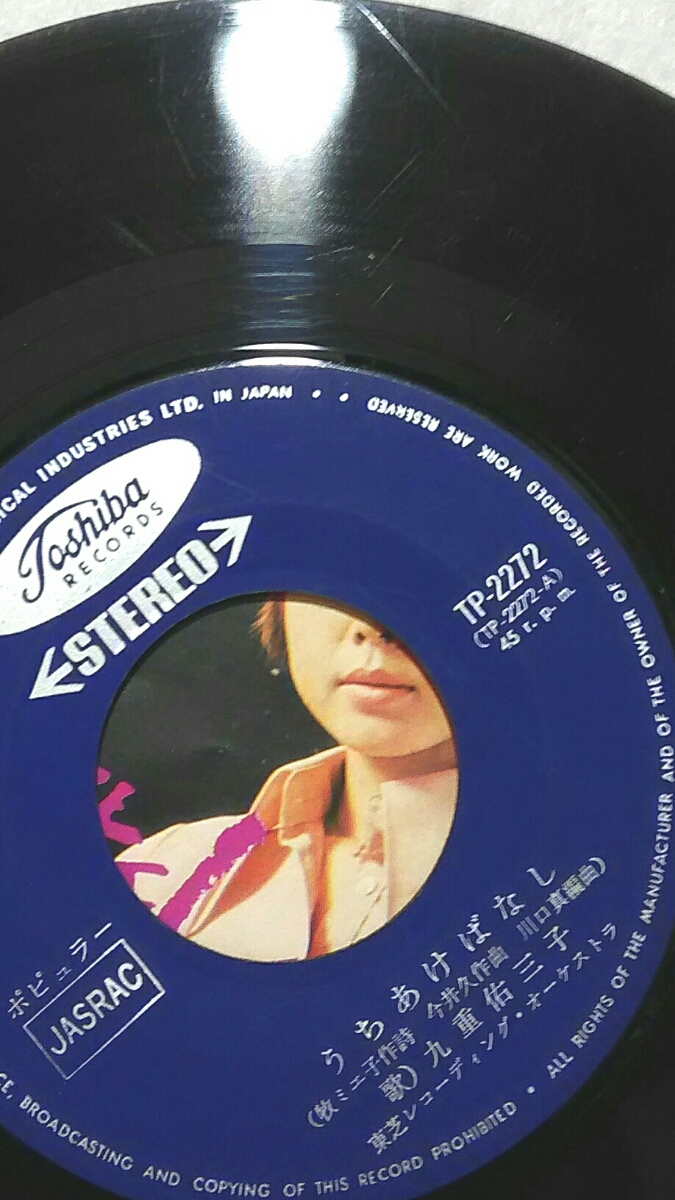 ICAL INDUSTRIES LTD. IN JAPAN • •
Toshiba
RECORDS
STEREO
TP-2272
(TP-2272-A)
45 r. p. m.
ポピュラー
JASRAC
うちあけばなし
(牧ミエ子作詩 今井久作曲 川口真編曲)
歌) 九重佑三子
東芝レコーディング・オーケストラ
CE, BROADCASTING AND COPYING OF THIS RECORD PROHIBITED • ALL RIGHTS OF THE MANUFACTURER AND OF THE OWNER OF THE RECORDED WORK ARE RESERVED